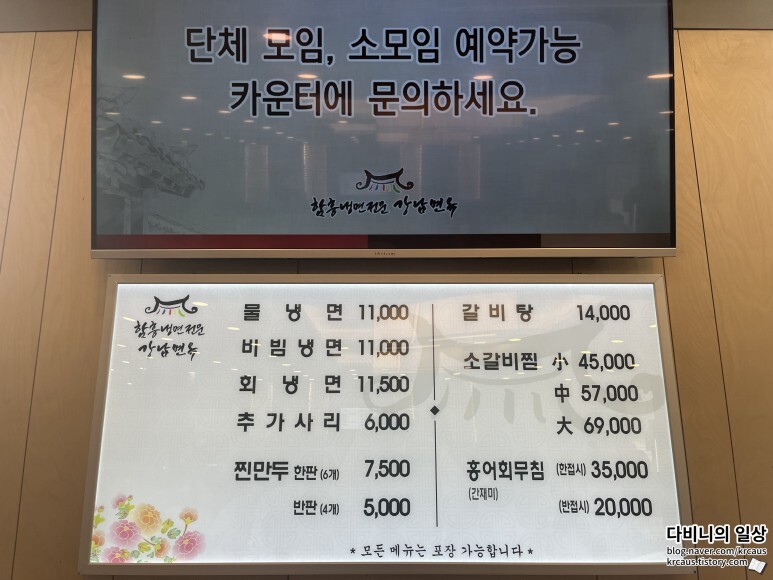 단체 모임, 소모임 예약가능
카운터에 문의하세요.
함흥냉면전문 강남면옥
함흥냉면전문
강남면옥
물 냉 면 11,000
비빔냉면 11,000
회 냉 면 11,500
추가사리 6,000
찐만두 한판 (6개) 7,500
반판 (4개) 5,000
갈비탕 14,000
소갈비찜 小 45,000
中 57,000
大 69,000
홍어회무침 (한접시) 35,000
(간재미) (반접시) 20,000
* 모든 메뉴는 포장 가능합니다 *
다비니의 일상
blog.naver.com/krcaus
krcaus.tistory.com